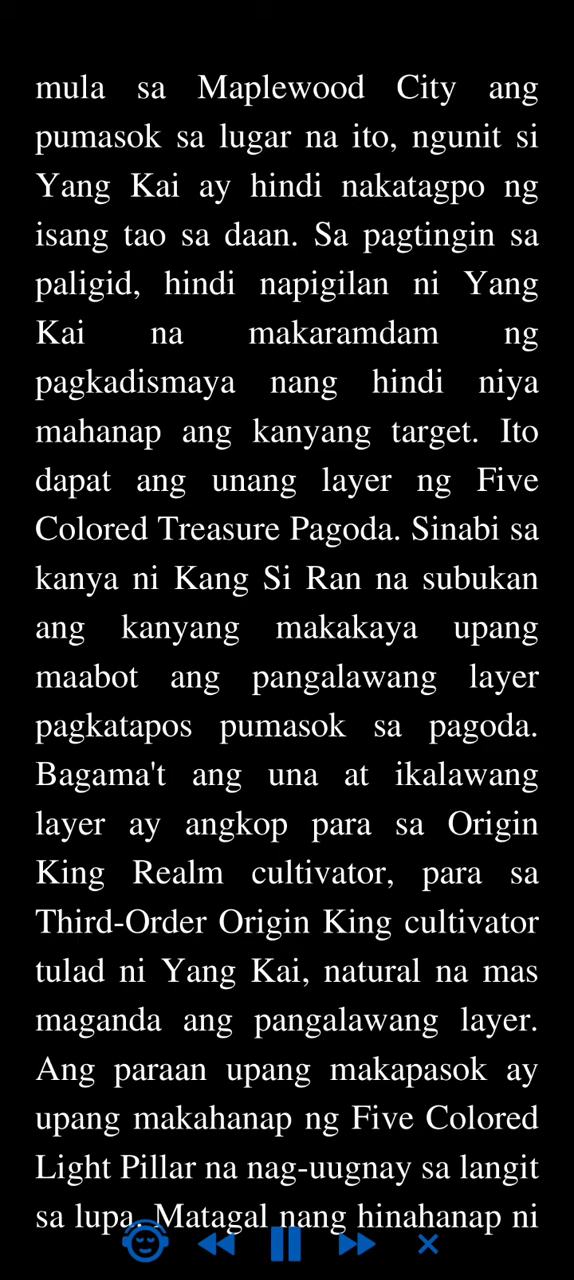 mula sa Maplewood City ang
pumasok sa lugar na ito, ngunit si
Yang Kai ay hindi nakatagpo ng
isang tao sa daan. Sa pagtingin sa
paligid, hindi napigilan ni Yang
Kai na makaramdam ng
pagkadismaya nang hindi niya
mahanap ang kanyang target. Ito
dapat ang unang layer ng Five
Colored Treasure Pagoda. Sinabi sa
kanya ni Kang Si Ran na subukan
ang kanyang makakaya upang
maabot ang pangalawang layer
pagkatapos pumasok sa pagoda.
Bagama't ang una at ikalawang
layer ay angkop para sa Origin
King Realm cultivator, para sa
Third-Order Origin King cultivator
tulad ni Yang Kai, natural na mas
maganda ang pangalawang layer.
Ang paraan upang makapasok ay
upang makahanap ng Five Colored
Light Pillar na nag-uugnay sa langit
sa lupa. Matagal nang hinahanap ni